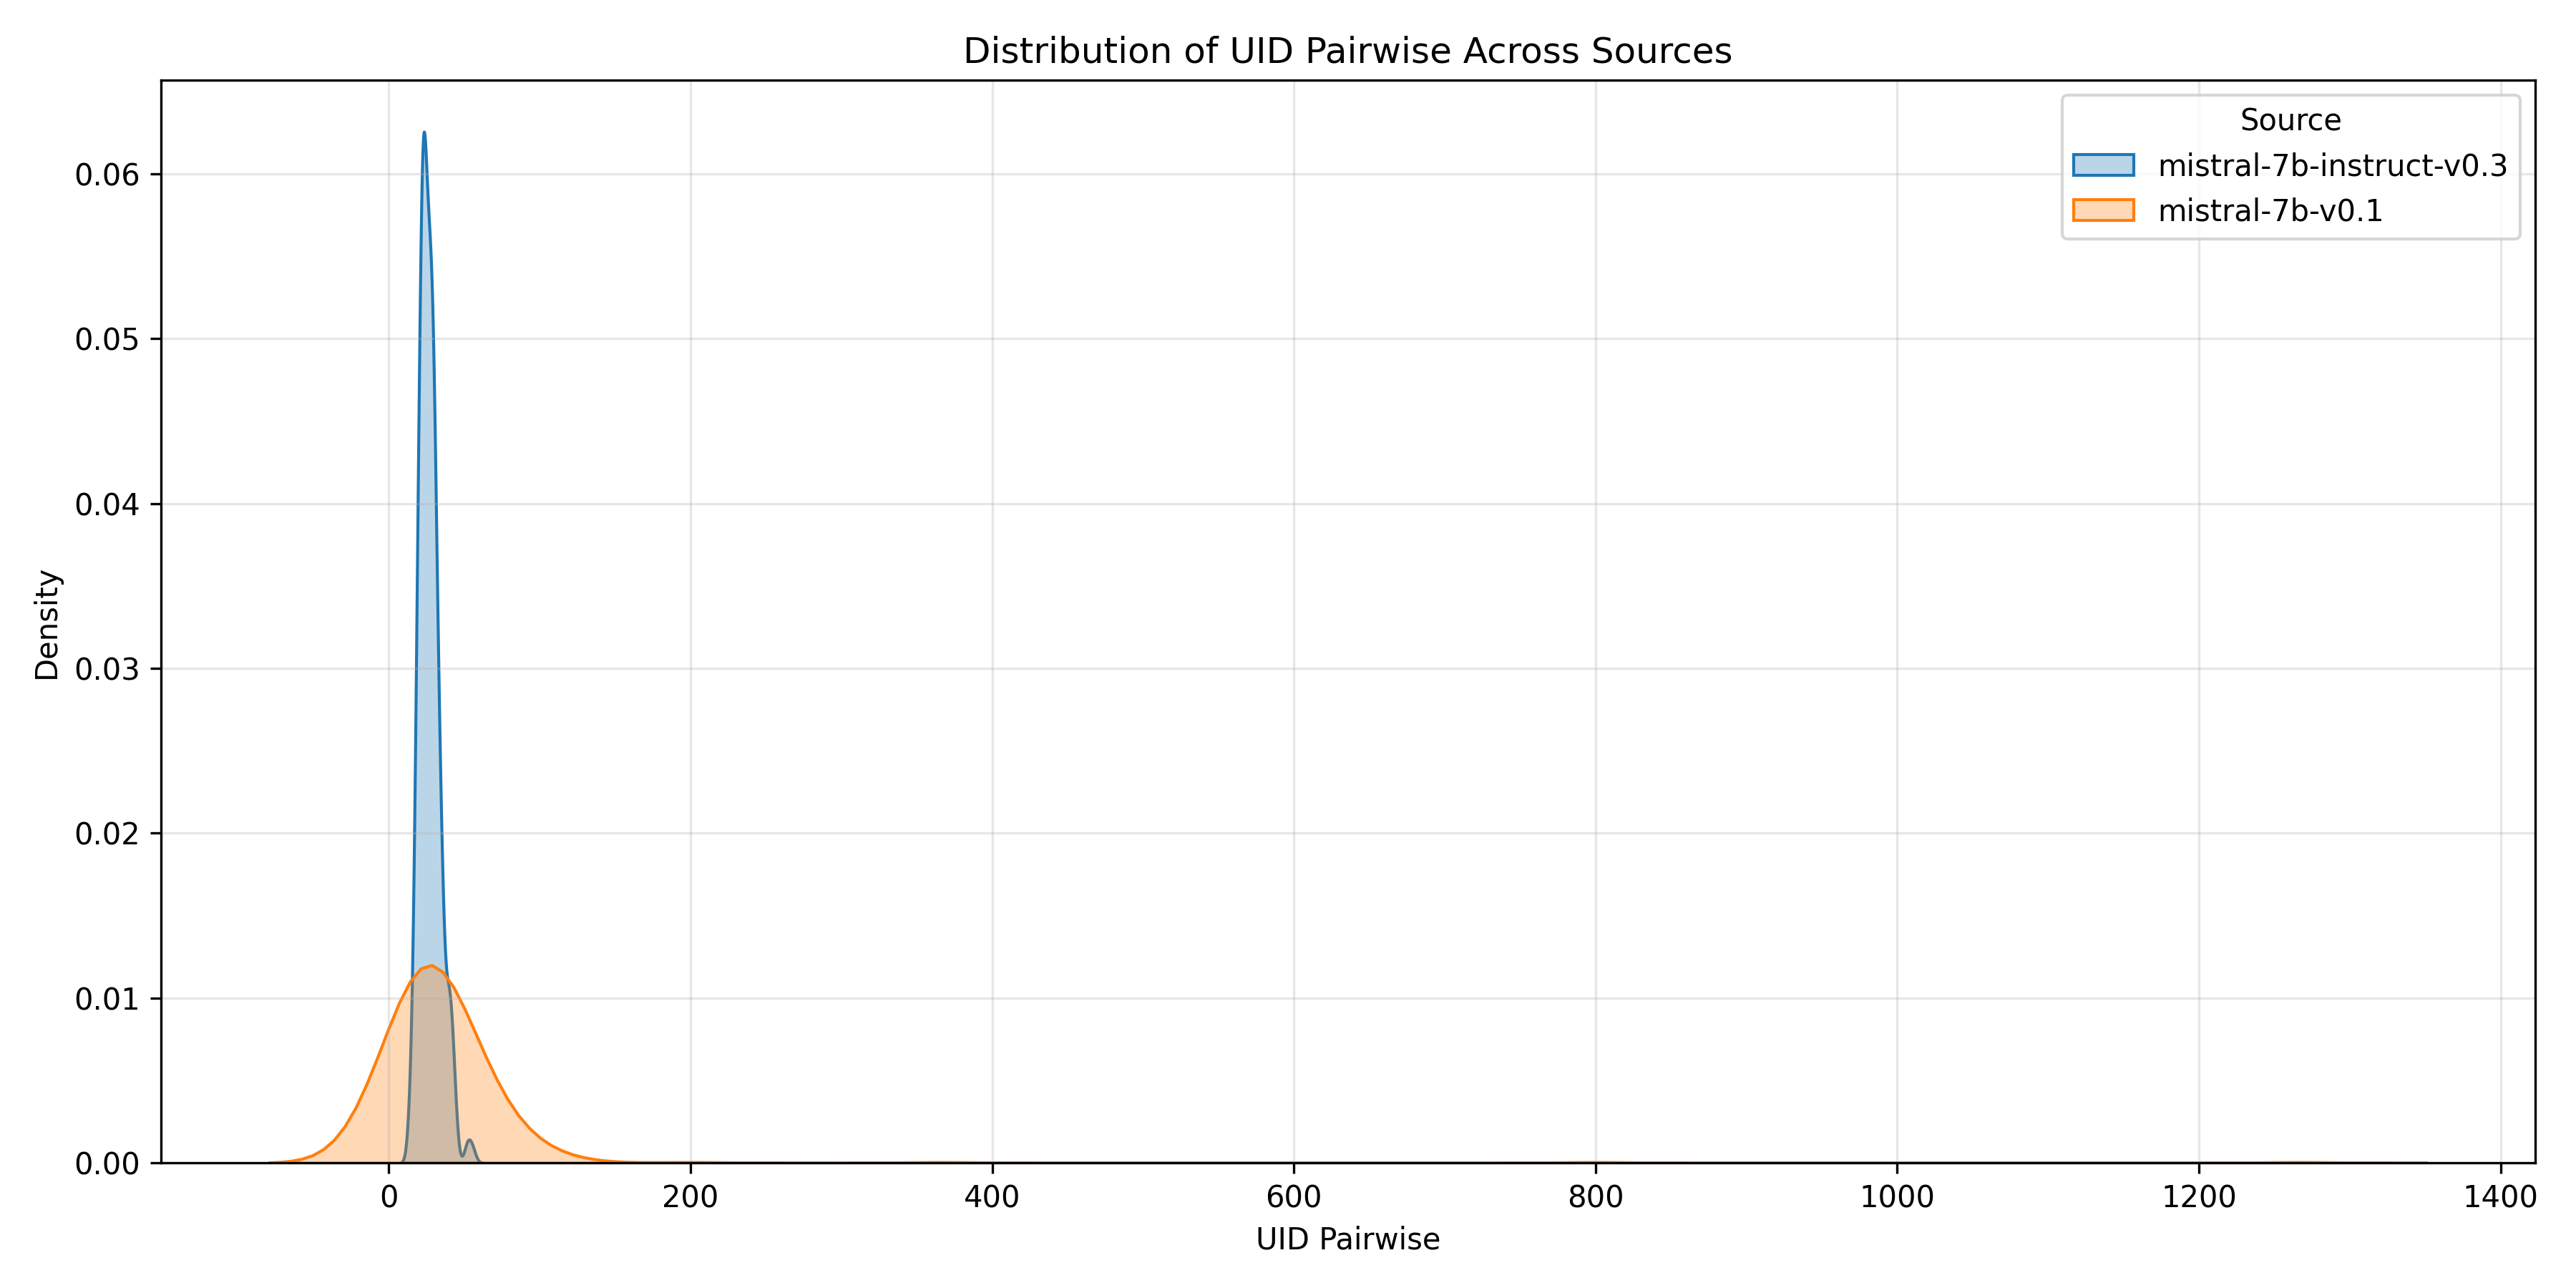 Distribution of UID Pairwise Across Sources
Source
mistral-7b-instruct-v0.3
mistral-7b-v0.1
Density
0.06
0.05
0.04
0.03
0.02
0.01
0.00
0
200
400
600
800
1000
1200
1400
UID Pairwise